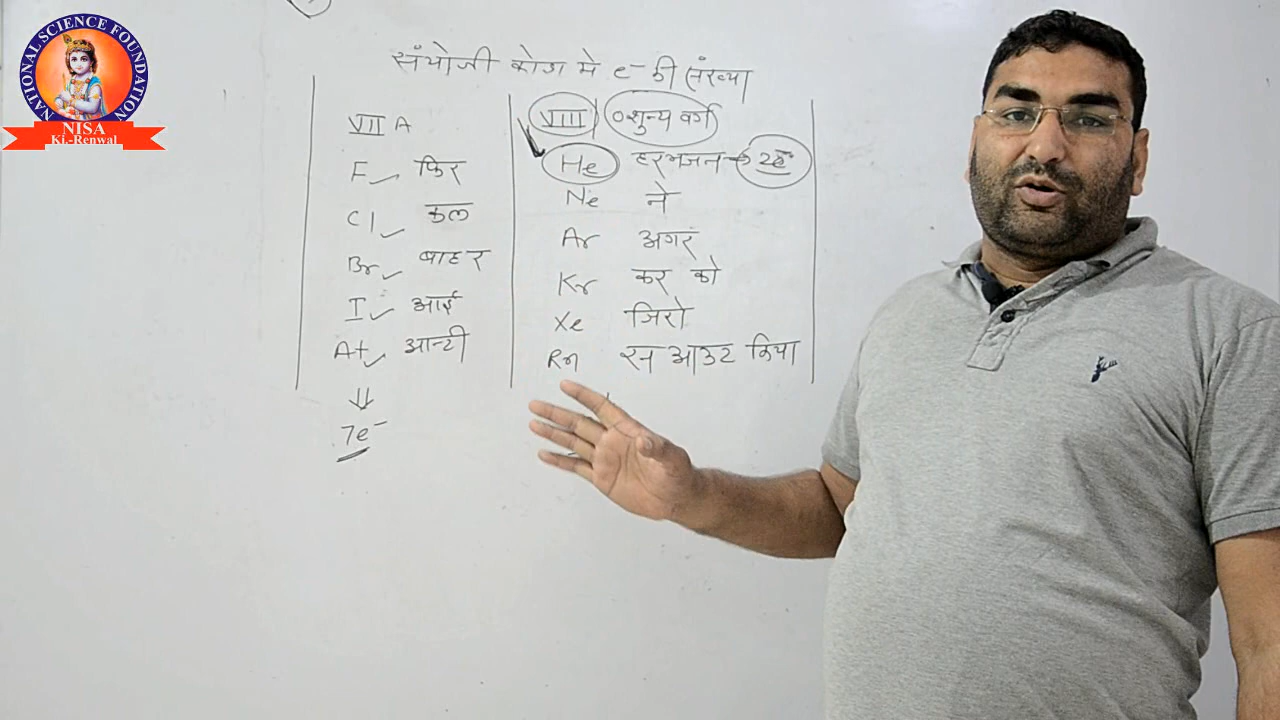 NATIONAL SCIENCE FOUNDATION
NISA
Ki.-Renwal
संयोजी कोश मे e- की संख्या
VII A
F फिर
Cl कल
Br बाहर
I आई
At आन्टी
⇓
7e-
VIII ०शुन्य वर्ग
He हरभजन → 2e-
Ne ने
Ar अगर
Kr कर को
Xe जिरो
Rn रन आउट किया